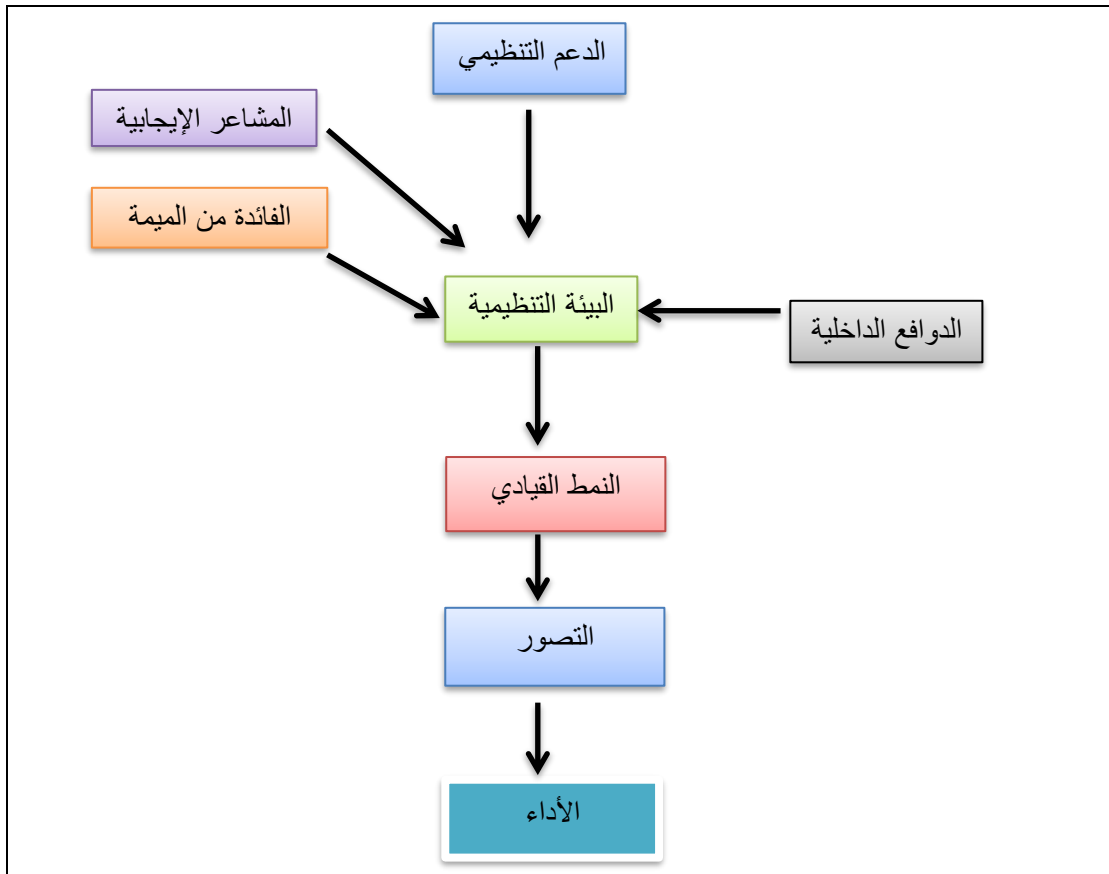 الدعم التنظيمي
المشاعر الإيجابية
الفائدة من الميمة
البيئة التنظيمية
الدوافع الداخلية
النمط القيادي
التصور
الأداء